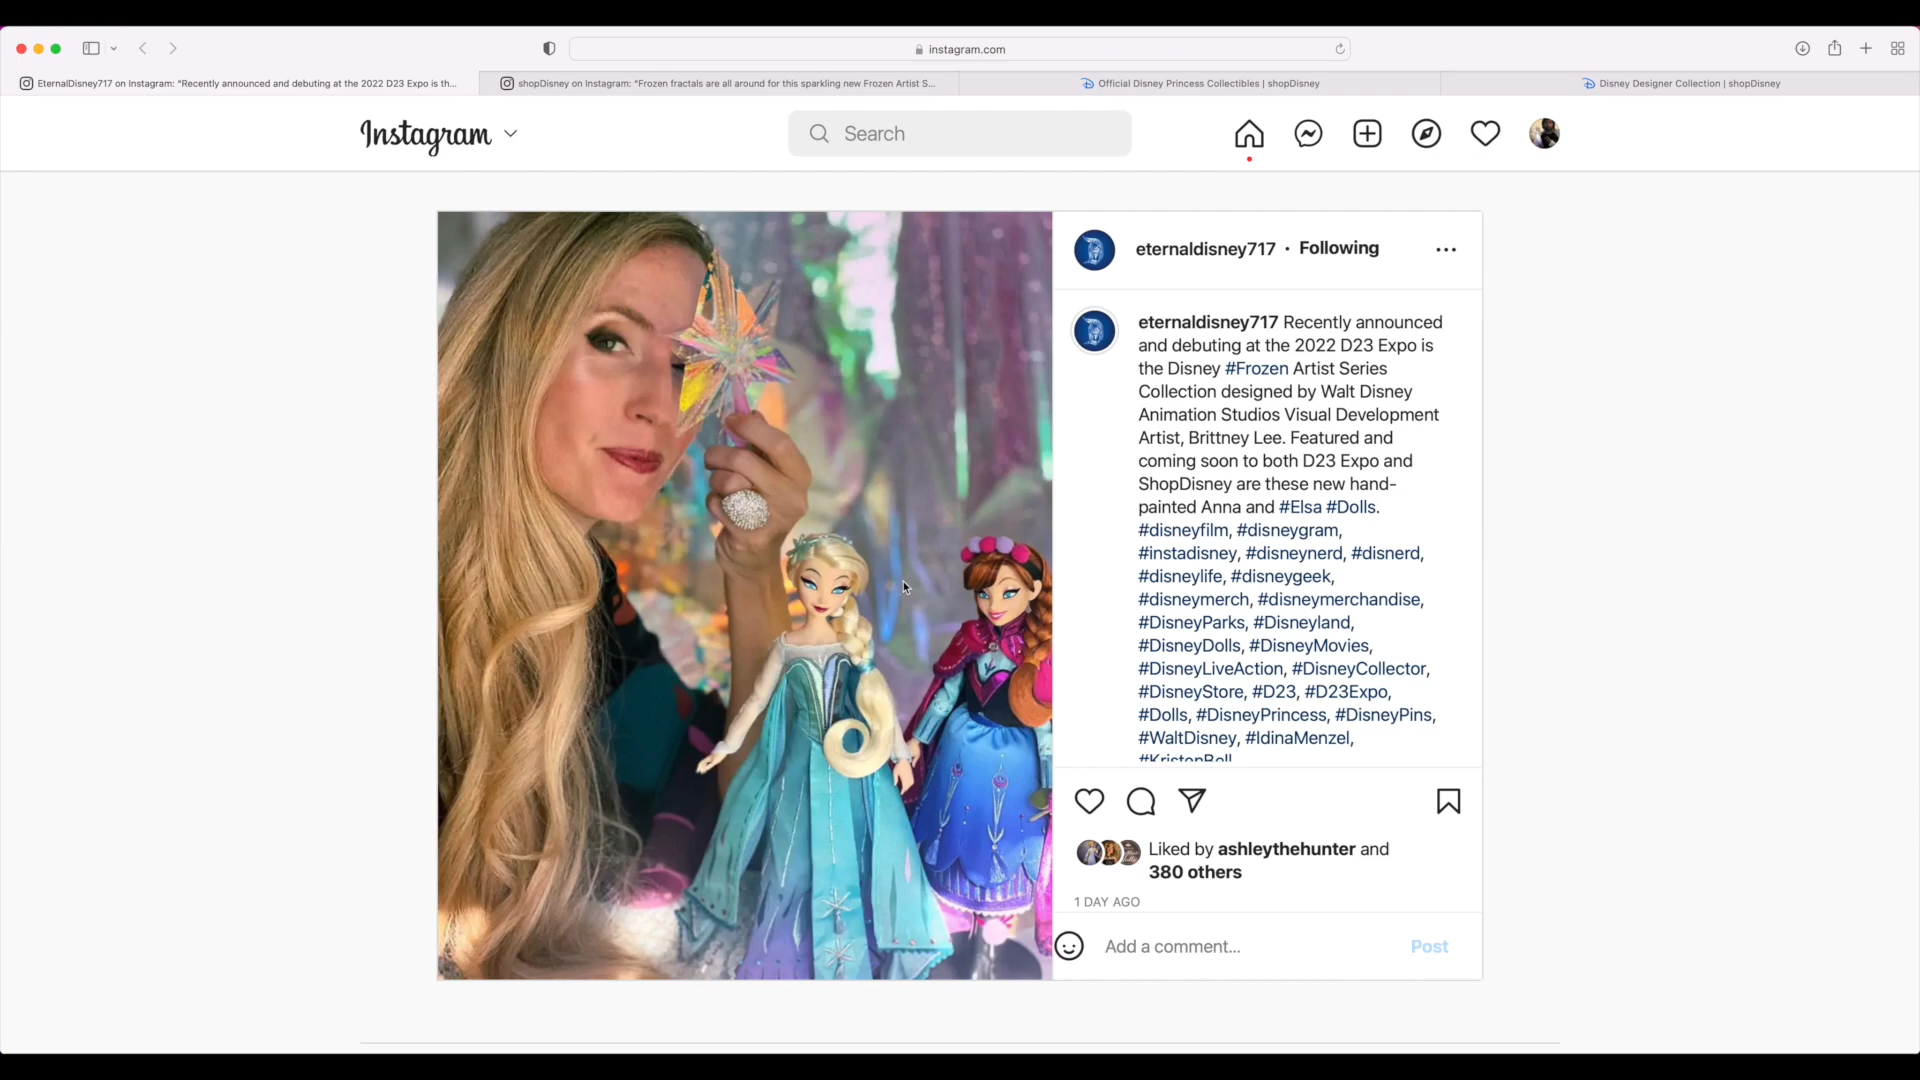 instagram.com
EternalDisney717 on Instagram: “Recently announced and debuting at the 2022 D23 Expo is th...
shopDisney on Instagram: “Frozen fractals are all around for this sparkling new Frozen Artist S...
Official Disney Princess Collectibles | shopDisney
Disney Designer Collection | shopDisney
Instagram
Search
eternaldisney717 • Following
eternaldisney717 Recently announced
and debuting at the 2022 D23 Expo is
the Disney #Frozen Artist Series
Collection designed by Walt Disney
Animation Studios Visual Development
Artist, Brittney Lee. Featured and
coming soon to both D23 Expo and
ShopDisney are these new hand-
painted Anna and #Elsa #Dolls.
#disneyfilm, #disneygram,
#instadisney, #disneynerd, #disnerd,
#disneylife, #disneygeek,
#disneymerch, #disneymerchandise,
#DisneyParks, #Disneyland,
#DisneyDolls, #DisneyMovies,
#DisneyLiveAction, #DisneyCollector,
#DisneyStore, #D23, #D23Expo,
#Dolls, #DisneyPrincess, #DisneyPins,
#WaltDisney, #IdinaMenzel,
#KristenBell
Liked by ashleythehunter and
380 others
1 DAY AGO
Add a comment...
Post